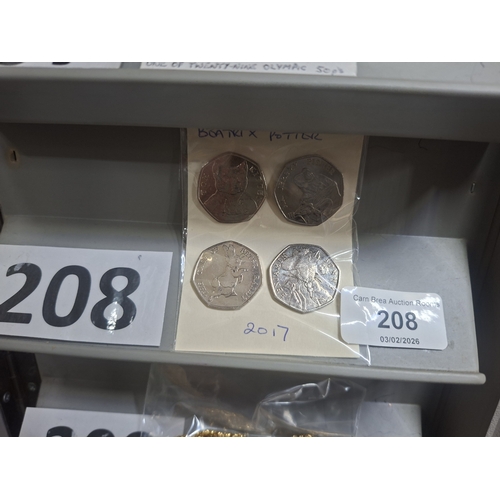 ONE OF TWENTY-NINE OLYMPIC 50ps
BEATRIX POTTER
208
2017
Carn Brea Auction Rooms
208
03/02/2026